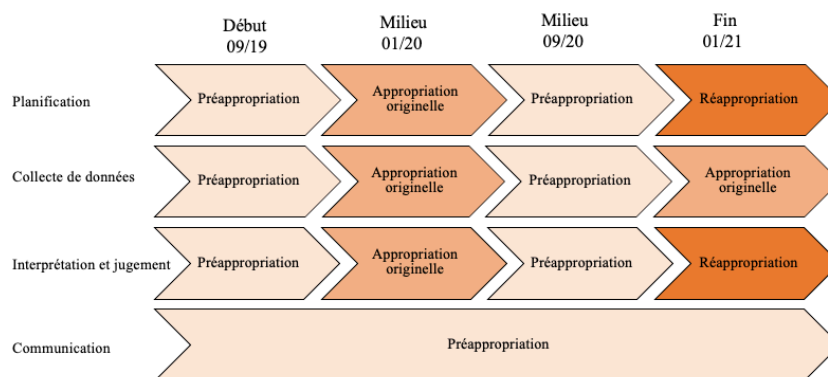 Début Milieu Milieu Fin
09/19 01/20 09/20 01/21
Planification Préappropriation Appropriation originelle Préappropriation Réappropriation
Collecte de données Préappropriation Appropriation originelle Préappropriation Appropriation originelle
Interprétation et jugement Préappropriation Appropriation originelle Préappropriation Réappropriation
Communication Préappropriation